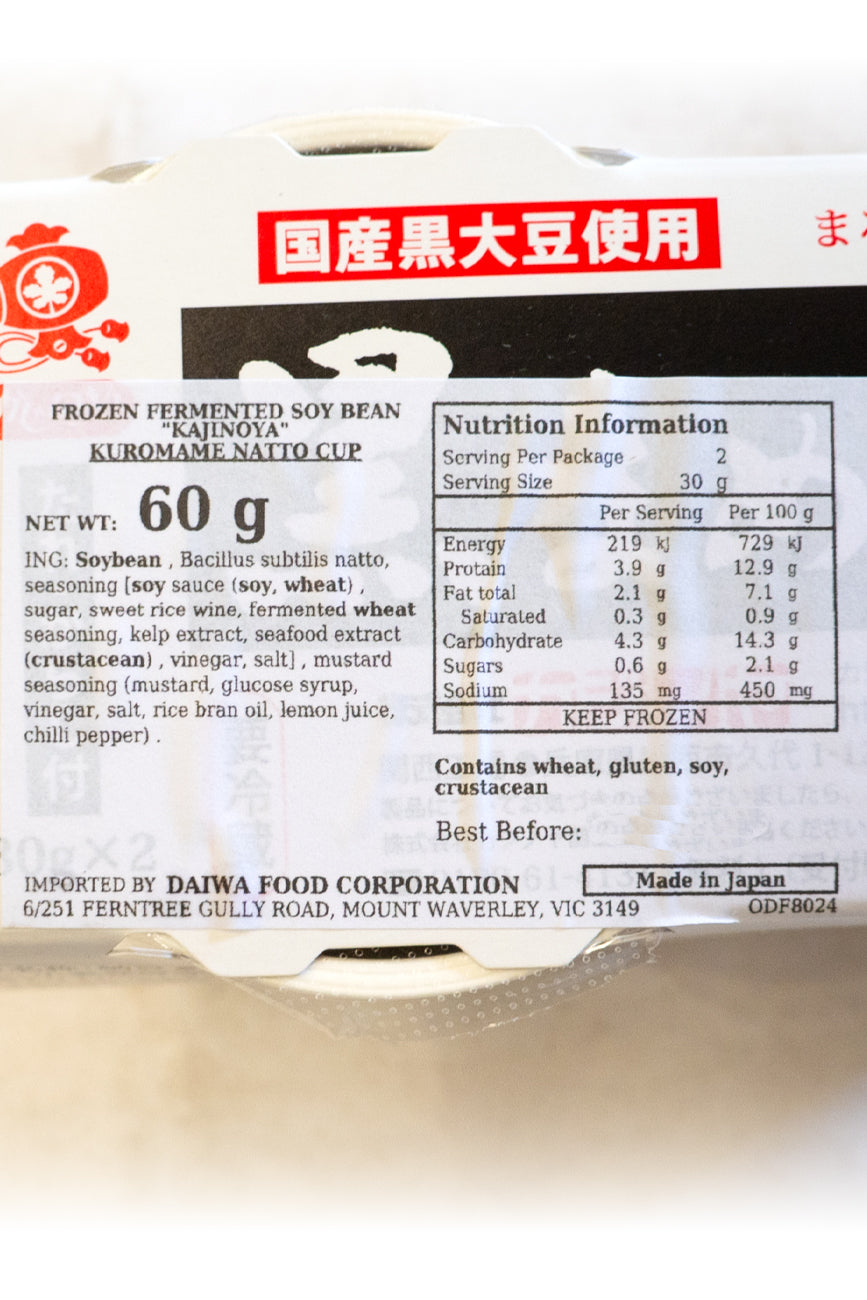 国産黒大豆使用
ま
FROZEN FERMENTED SOY BEAN
"KAJINOYA"
KUROMAME NATTO CUP
NET WT: 60 g
ING: Soybean , Bacillus subtilis natto,
seasoning [soy sauce (soy, wheat) ,
sugar, sweet rice wine, fermented wheat
seasoning, kelp extract, seafood extract
(crustacean) , vinegar, salt] , mustard
seasoning (mustard, glucose syrup,
vinegar, salt, rice bran oil, lemon juice,
chilli pepper) .
Nutrition Information
Serving Per Package 2
Serving Size 30 g
Per Serving Per 100 g
Energy 219 kJ 729 kJ
Protein 3.9 g 12.9 g
Fat total 2.1 g 7.1 g
Saturated 0.3 g 0.9 g
Carbohydrate 4.3 g 14.3 g
Sugars 0.6 g 2.1 g
Sodium 135 mg 450 mg
KEEP FROZEN
Contains wheat, gluten, soy,
crustacean
Best Before:
30g×2
IMPORTED BY DAIWA FOOD CORPORATION
Made in Japan
6/251 FERNTREE GULLY ROAD, MOUNT WAVERLEY, VIC 3149
ODF8024